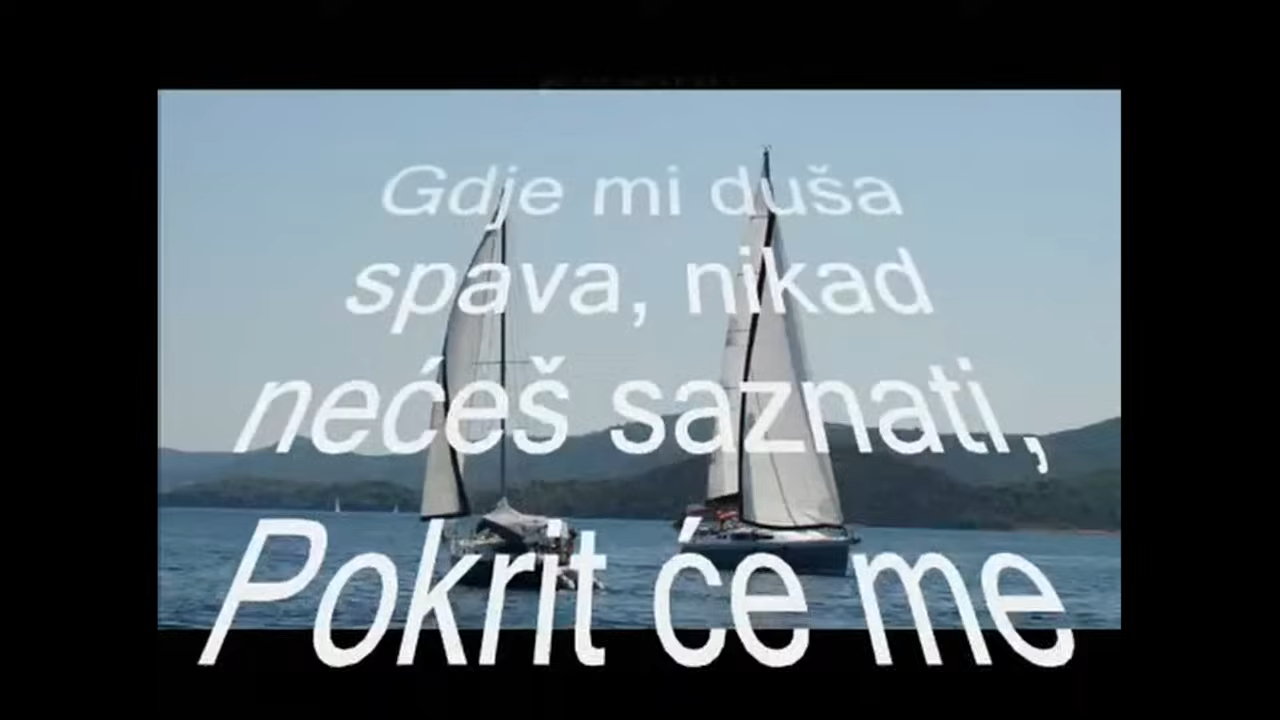 Gdje mi duša
spava, nikad
nećeš saznati,
Pokrit će me